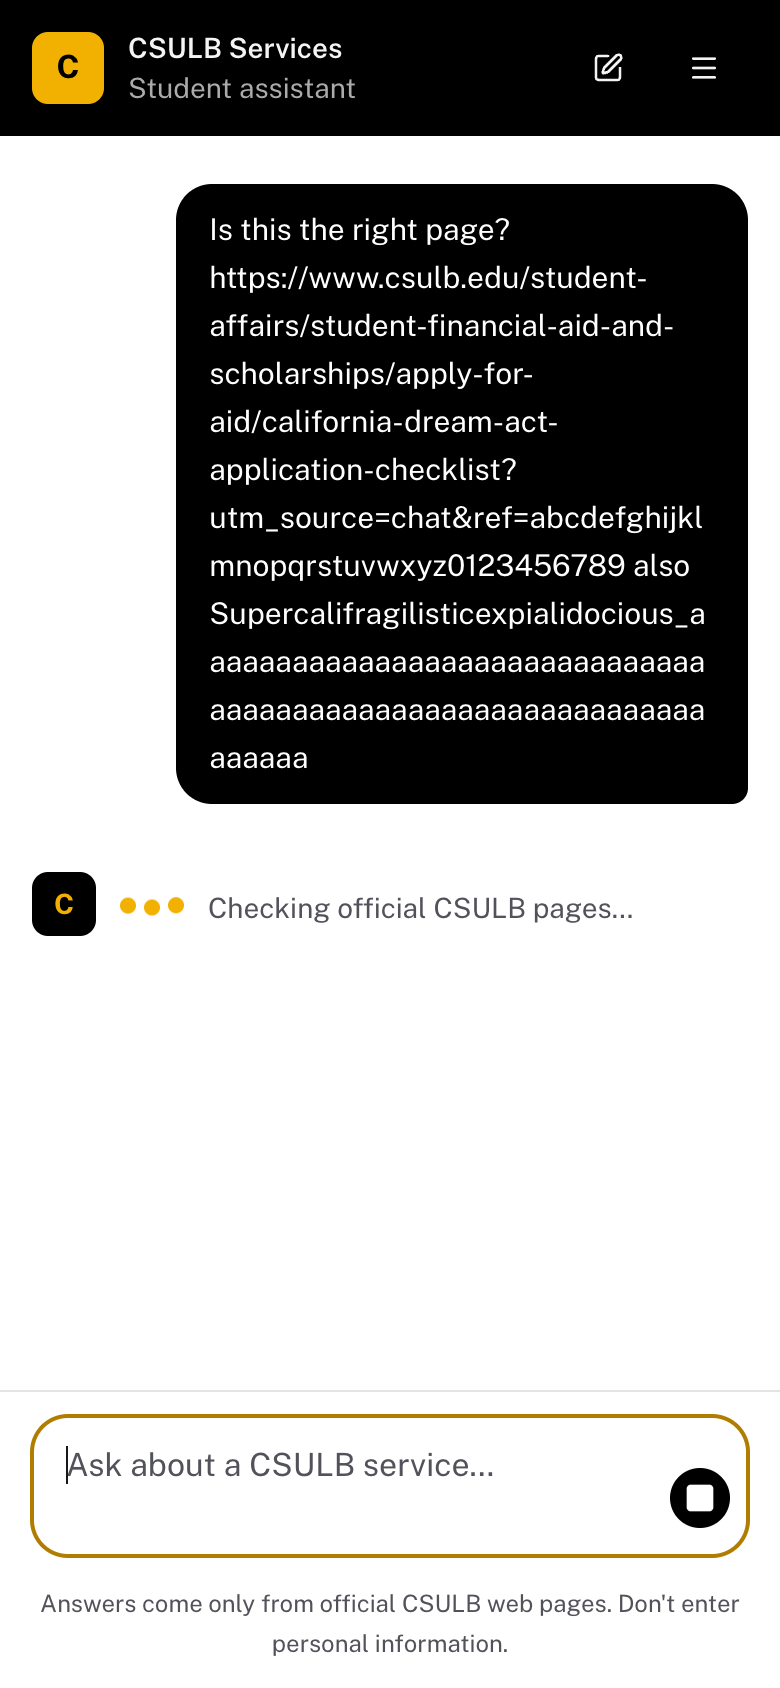 C
CSULB Services
Student assistant
Is this the right page?
https://www.csulb.edu/student-
affairs/student-financial-aid-and-
scholarships/apply-for-
aid/california-dream-act-
application-checklist?
utm_source=chat&ref=abcdefghijkl
mnopqrstuvwxyz0123456789 also
Supercalifragilisticexpialidocious_a
aaaaaaaaaaaaaaaaaaaaaaaaaaaaaa
aaaaaaaaaaaaaaaaaaaaaaaaaaaaaa
aaaaaa
C
Checking official CSULB pages...
Ask about a CSULB service...
Answers come only from official CSULB web pages. Don't enter
personal information.